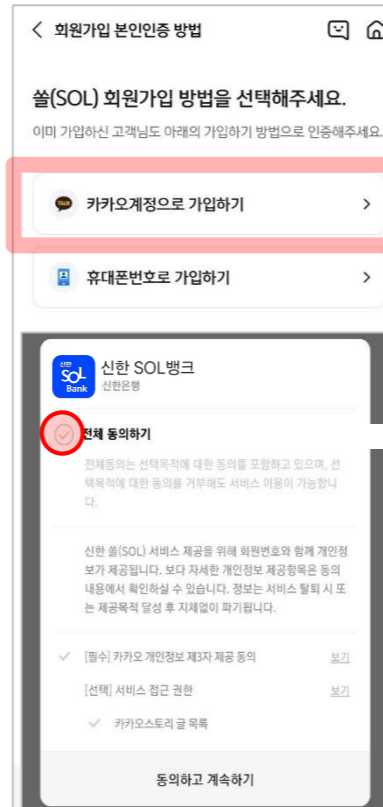 회원가입 본인인증 방법
쏠(SOL) 회원가입 방법을 선택해주세요.
이미 가입하신 고객님도 아래의 가입하기 방법으로 인증해주세요.
TALK
카카오계정으로 가입하기
휴대폰번호로 가입하기
신한
SOL
Bank
신한 SOL뱅크
신한은행
전체 동의하기
전체동의는 선택목적에 대한 동의를 포함하고 있으며, 선
택목적에 대한 동의를 거부해도 서비스 이용이 가능합니
다.
신한 쏠(SOL) 서비스 제공을 위해 회원번호와 함께 개인정
보가 제공됩니다. 보다 자세한 개인정보 제공항목은 동의
내용에서 확인하실 수 있습니다. 정보는 서비스 탈퇴 시 또
는 제공목적 달성 후 지체없이 파기됩니다.
[필수] 카카오 개인정보 제3자 제공 동의 보기
[선택] 서비스 접근 권한 보기
카카오스토리 글 목록
동의하고 계속하기